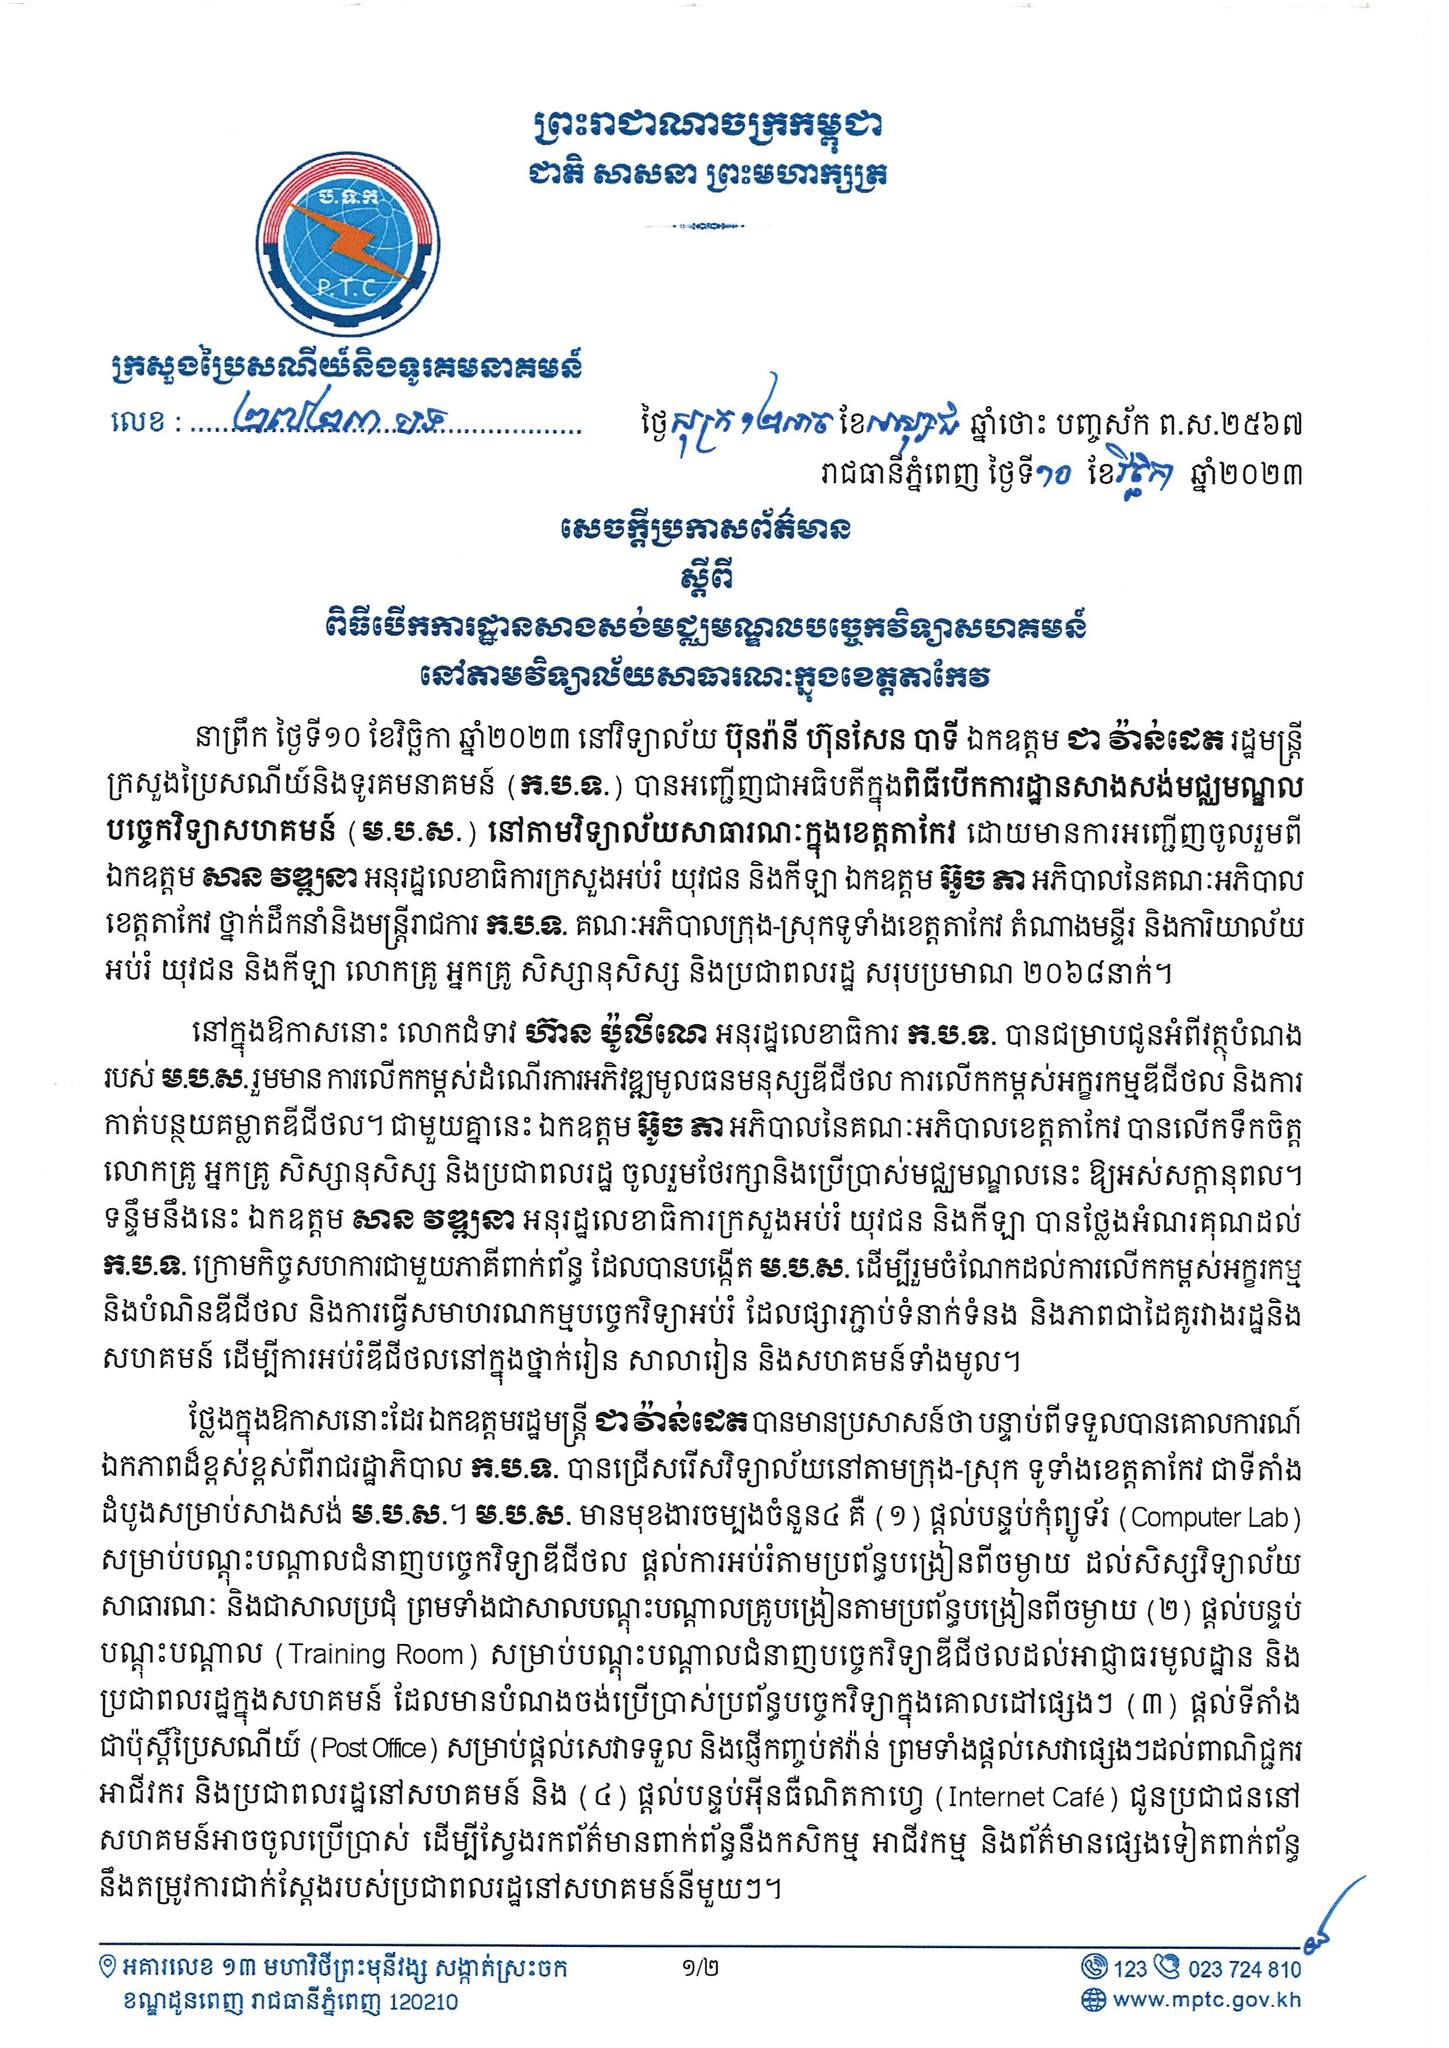 ព្រះរាជាណាចក្រកម្ពុជា
ជាតិ សាសនា ព្រះមហាក្សត្រ
ប.ទ.ក
P.T.C
ក្រសួងប្រៃសណីយ៍និងទូរគមនាគមន៍
លេខ :
ថ្ងៃសុក្រ ១២រោច ខែអស្សុជ ឆ្នាំថោះ បញ្ចស័ក ព.ស.២៥៦៧
រាជធានីភ្នំពេញ ថ្ងៃទី១០ ខែវិច្ឆិកា ឆ្នាំ២០២៣
សេចក្តីប្រកាសព័ត៌មាន
ស្តីពី
ពិធីបើកការដ្ឋានសាងសង់មជ្ឈមណ្ឌលបច្ចេកវិទ្យាសហគមន៍
នៅតាមវិទ្យាល័យសាធារណៈក្នុងខេត្តតាកែវ
នាព្រឹក ថ្ងៃទី១០ ខែវិច្ឆិកា ឆ្នាំ២០២៣ នៅវិទ្យាល័យ ប៊ុនរ៉ានី ហ៊ុនសែន បាទី ឯកឧត្តម ជា វ៉ាន់ដេត រដ្ឋមន្ត្រី
ក្រសួងប្រៃសណីយ៍និងទូរគមនាគមន៍ (ក.ប.ទ.) បានអញ្ជើញជាអធិបតីក្នុងពិធីបើកការដ្ឋានសាងសង់មជ្ឈមណ្ឌល
បច្ចេកវិទ្យាសហគមន៍ (ម.ប.ស.) នៅតាមវិទ្យាល័យសាធារណៈក្នុងខេត្តតាកែវ ដោយមានការអញ្ជើញចូលរួមពី
ឯកឧត្តម សាន វឌ្ឍនា អនុរដ្ឋលេខាធិការក្រសួងអប់រំ យុវជន និងកីឡា ឯកឧត្តម អ៊ូច ភា អភិបាលនៃគណៈអភិបាល
ខេត្តតាកែវ ថ្នាក់ដឹកនាំនិងមន្ត្រីរាជការ ក.ប.ទ. គណៈអភិបាលក្រុង-ស្រុកទូទាំងខេត្តតាកែវ តំណាងមន្ទីរ និងការិយាល័យ
អប់រំ យុវជន និងកីឡា លោកគ្រូ អ្នកគ្រូ សិស្សានុសិស្ស និងប្រជាពលរដ្ឋ សរុបប្រមាណ ២០៦៨នាក់។
នៅក្នុងឱកាសនោះ លោកជំទាវ ហ៊ាន ប៉ូលីណេ អនុរដ្ឋលេខាធិការ ក.ប.ទ. បានជម្រាបជូនអំពីវត្ថុបំណង
របស់ ម.ប.ស.រួមមាន ការលើកកម្ពស់ដំណើរការអភិវឌ្ឍមូលធនមនុស្សឌីជីថល ការលើកកម្ពស់អក្ខរកម្មឌីជីថល និងការ
កាត់បន្ថយគម្លាតឌីជីថល។ ជាមួយគ្នានេះ ឯកឧត្តម អ៊ូច ភា អភិបាលនៃគណៈអភិបាលខេត្តតាកែវ បានលើកទឹកចិត្ត
លោកគ្រូ អ្នកគ្រូ សិស្សានុសិស្ស និងប្រជាពលរដ្ឋ ចូលរួមថែរក្សានិងប្រើប្រាស់មជ្ឈមណ្ឌលនេះ ឱ្យអស់សក្តានុពល។
ទន្ទឹមនឹងនេះ ឯកឧត្តម សាន វឌ្ឍនា អនុរដ្ឋលេខាធិការក្រសួងអប់រំ យុវជន និងកីឡា បានថ្លែងអំណរគុណដល់
ក.ប.ទ. ក្រោមកិច្ចសហការជាមួយភាគីពាក់ព័ន្ធ ដែលបានបង្កើត ម.ប.ស. ដើម្បីរួមចំណែកដល់ការលើកកម្ពស់អក្ខរកម្ម
និងបំណិនឌីជីថល និងការធ្វើសមាហរណកម្មបច្ចេកវិទ្យាអប់រំ ដែលផ្សារភ្ជាប់ទំនាក់ទំនង និងភាពជាដៃគូរវាងរដ្ឋនិង
សហគមន៍ ដើម្បីការអប់រំឌីជីថលនៅក្នុងថ្នាក់រៀន សាលារៀន និងសហគមន៍ទាំងមូល។
ថ្លែងក្នុងឱកាសនោះដែរ ឯកឧត្តមរដ្ឋមន្ត្រី ជា វ៉ាន់ដេត បានមានប្រសាសន៍ថា បន្ទាប់ពីទទួលបានគោលការណ៍
ឯកភាពដ៏ខ្ពស់ខ្ពស់ពីរាជរដ្ឋាភិបាល ក.ប.ទ. បានជ្រើសរើសវិទ្យាល័យនៅតាមក្រុង-ស្រុក ទូទាំងខេត្តតាកែវ ជាទីតាំង
ដំបូងសម្រាប់សាងសង់ ម.ប.ស.។ ម.ប.ស. មានមុខងារចម្បងចំនួន៤ គឺ (១) ផ្តល់បន្ទប់កុំព្យូទ័រ (Computer Lab)
សម្រាប់បណ្តុះបណ្តាលជំនាញបច្ចេកវិទ្យាឌីជីថល ផ្តល់ការអប់រំតាមប្រព័ន្ធបង្រៀនពីចម្ងាយ ដល់សិស្សវិទ្យាល័យ
សាធារណៈ និងជាសាលប្រជុំ ព្រមទាំងជាសាលបណ្តុះបណ្តាលគ្រូបង្រៀនតាមប្រព័ន្ធបង្រៀនពីចម្ងាយ (២) ផ្តល់បន្ទប់
បណ្តុះបណ្តាល (Training Room) សម្រាប់បណ្តុះបណ្តាលជំនាញបច្ចេកវិទ្យាឌីជីថលដល់អាជ្ញាធរមូលដ្ឋាន និង
ប្រជាពលរដ្ឋក្នុងសហគមន៍ ដែលមានបំណងចង់ប្រើប្រាស់ប្រព័ន្ធបច្ចេកវិទ្យាក្នុងគោលដៅផ្សេងៗ (៣) ផ្តល់ទីតាំង
ជាប៉ុស្តិ៍ប្រៃសណីយ៍ (Post Office) សម្រាប់ផ្តល់សេវាទទួល និងផ្ញើកញ្ចប់ឥវ៉ាន់ ព្រមទាំងផ្តល់សេវាផ្សេងៗដល់ពាណិជ្ជករ
អាជីវករ និងប្រជាពលរដ្ឋនៅសហគមន៍ និង (៤) ផ្តល់បន្ទប់អ៊ីនធឺណិតកាហ្វេ (Internet Café) ជូនប្រជាជននៅ
សហគមន៍អាចចូលប្រើប្រាស់ ដើម្បីស្វែងរកព័ត៌មានពាក់ព័ន្ធនឹងកសិកម្ម អាជីវកម្ម និងព័ត៌មានផ្សេងទៀតពាក់ព័ន្ធ
នឹងតម្រូវការជាក់ស្តែងរបស់ប្រជាពលរដ្ឋនៅសហគមន៍នីមួយៗ។
អគារលេខ ១៣ មហាវិថីព្រះមុនីវង្ស សង្កាត់ស្រះចក
ខណ្ឌដូនពេញ រាជធានីភ្នំពេញ 120210
១/២
123 023 724 810
www.mptc.gov.kh